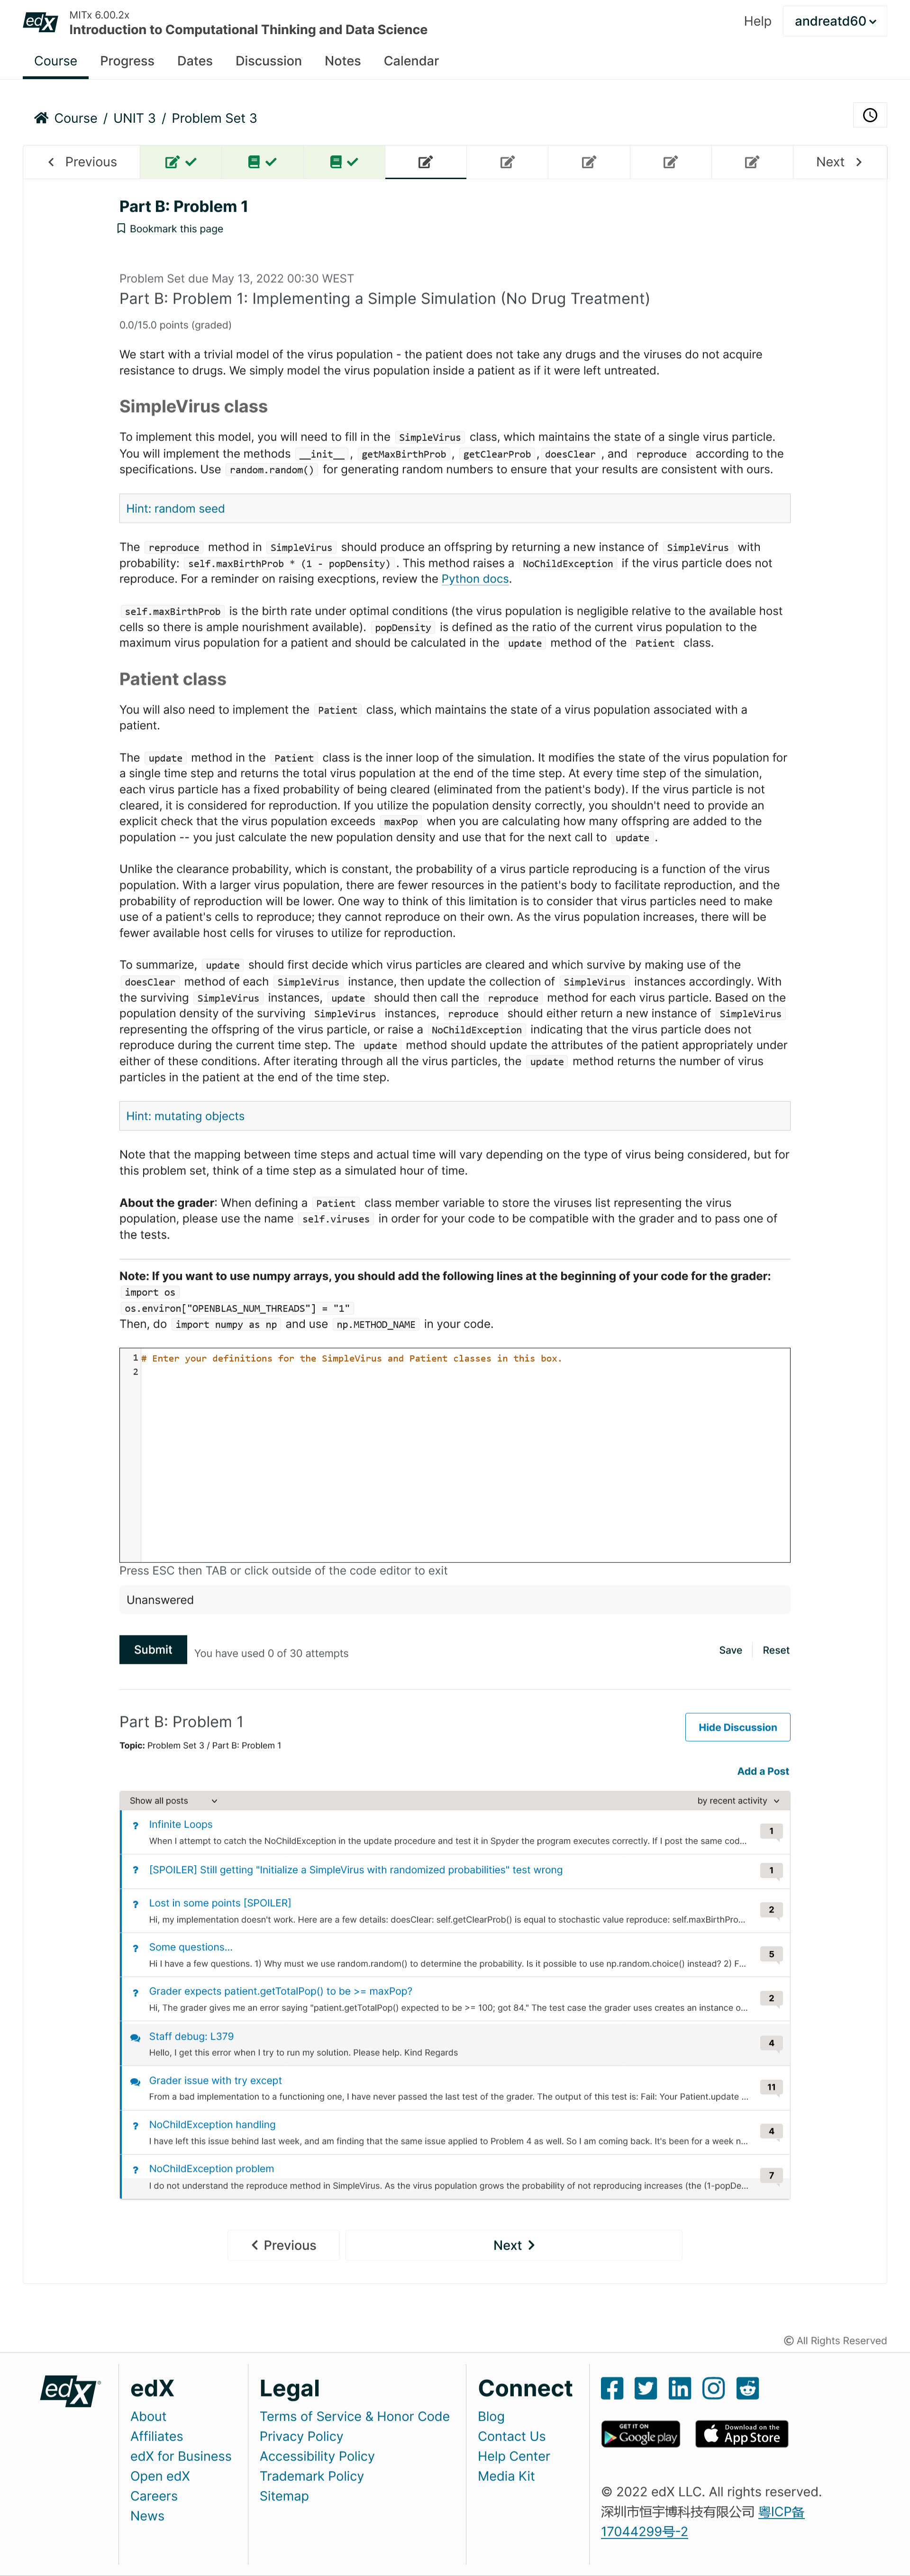 edX
MITx 6.00.2x
Introduction to Computational Thinking and Data Science
Help
andreatd60
Course Progress Dates Discussion Notes Calendar
Course / UNIT 3 / Problem Set 3
Previous
Next
Part B: Problem 1
Bookmark this page
Problem Set due May 13, 2022 00:30 WEST
Part B: Problem 1: Implementing a Simple Simulation (No Drug Treatment)
0.0/15.0 points (graded)
We start with a trivial model of the virus population - the patient does not take any drugs and the viruses do not acquire
resistance to drugs. We simply model the virus population inside a patient as if it were left untreated.
SimpleVirus class
To implement this model, you will need to fill in the SimpleVirus class, which maintains the state of a single virus particle.
You will implement the methods __init__ , getMaxBirthProb , getClearProb , doesClear , and reproduce according to the
specifications. Use random.random() for generating random numbers to ensure that your results are consistent with ours.
Hint: random seed
The reproduce method in SimpleVirus should produce an offspring by returning a new instance of SimpleVirus with
probability: self.maxBirthProb * (1 - popDensity) . This method raises a NoChildException if the virus particle does not
reproduce. For a reminder on raising execptions, review the Python docs.
self.maxBirthProb is the birth rate under optimal conditions (the virus population is negligible relative to the available host
cells so there is ample nourishment available). popDensity is defined as the ratio of the current virus population to the
maximum virus population for a patient and should be calculated in the update method of the Patient class.
Patient class
You will also need to implement the Patient class, which maintains the state of a virus population associated with a
patient.
The update method in the Patient class is the inner loop of the simulation. It modifies the state of the virus population for
a single time step and returns the total virus population at the end of the time step. At every time step of the simulation,
each virus particle has a fixed probability of being cleared (eliminated from the patient's body). If the virus particle is not
cleared, it is considered for reproduction. If you utilize the population density correctly, you shouldn't need to provide an
explicit check that the virus population exceeds maxPop when you are calculating how many offspring are added to the
population -- you just calculate the new population density and use that for the next call to update .
Unlike the clearance probability, which is constant, the probability of a virus particle reproducing is a function of the virus
population. With a larger virus population, there are fewer resources in the patient's body to facilitate reproduction, and the
probability of reproduction will be lower. One way to think of this limitation is to consider that virus particles need to make
use of a patient's cells to reproduce; they cannot reproduce on their own. As the virus population increases, there will be
fewer available host cells for viruses to utilize for reproduction.
To summarize, update should first decide which virus particles are cleared and which survive by making use of the
doesClear method of each SimpleVirus instance, then update the collection of SimpleVirus instances accordingly. With
the surviving SimpleVirus instances, update should then call the reproduce method for each virus particle. Based on the
population density of the surviving SimpleVirus instances, reproduce should either return a new instance of SimpleVirus
representing the offspring of the virus particle, or raise a NoChildException indicating that the virus particle does not
reproduce during the current time step. The update method should update the attributes of the patient appropriately under
either of these conditions. After iterating through all the virus particles, the update method returns the number of virus
particles in the patient at the end of the time step.
Hint: mutating objects
Note that the mapping between time steps and actual time will vary depending on the type of virus being considered, but for
this problem set, think of a time step as a simulated hour of time.
About the grader: When defining a Patient class member variable to store the viruses list representing the virus
population, please use the name self.viruses in order for your code to be compatible with the grader and to pass one of
the tests.
Note: If you want to use numpy arrays, you should add the following lines at the beginning of your code for the grader:
import os
os.environ["OPENBLAS_NUM_THREADS"] = "1"
Then, do import numpy as np and use np.METHOD_NAME in your code.
1 # Enter your definitions for the SimpleVirus and Patient classes in this box.
2
Press ESC then TAB or click outside of the code editor to exit
Unanswered
Submit You have used 0 of 30 attempts Save Reset
Part B: Problem 1
Hide Discussion
Topic: Problem Set 3 / Part B: Problem 1
Add a Post
Show all posts by recent activity
? Infinite Loops 1
When I attempt to catch the NoChildException in the update procedure and test it in Spyder the program executes correctly. If I post the same cod...
? [SPOILER] Still getting "Initialize a SimpleVirus with randomized probabilities" test wrong 1
? Lost in some points [SPOILER] 2
Hi, my implementation doesn't work. Here are a few details: doesClear: self.getClearProb() is equal to stochastic value reproduce: self.maxBirthPro...
? Some questions... 5
Hi I have a few questions. 1) Why must we use random.random() to determine the probability. Is it possible to use np.random.choice() instead? 2) F...
? Grader expects patient.getTotalPop() to be >= maxPop? 2
Hi, The grader gives me an error saying "patient.getTotalPop() expected to be >= 100; got 84." The test case the grader uses creates an instance o...
Staff debug: L379 4
Hello, I get this error when I try to run my solution. Please help. Kind Regards
Grader issue with try except 11
From a bad implementation to a functioning one, I have never passed the last test of the grader. The output of this test is: Fail: Your Patient.update ...
? NoChildException handling 4
I have left this issue behind last week, and am finding that the same issue applied to Problem 4 as well. So I am coming back. It's been for a week n...
? NoChildException problem 7
I do not understand the reproduce method in SimpleVirus. As the virus population grows the probability of not reproducing increases (the (1-popDe...
Previous Next
© All Rights Reserved
edX
edX
About
Affiliates
edX for Business
Open edX
Careers
News
Legal
Terms of Service & Honor Code
Privacy Policy
Accessibility Policy
Trademark Policy
Sitemap
Connect
Blog
Contact Us
Help Center
Media Kit
GET IT ON
Google play
Download on the
App Store
© 2022 edX LLC. All rights reserved.
深圳市恒宇博科技有限公司 粤ICP备
17044299号-2